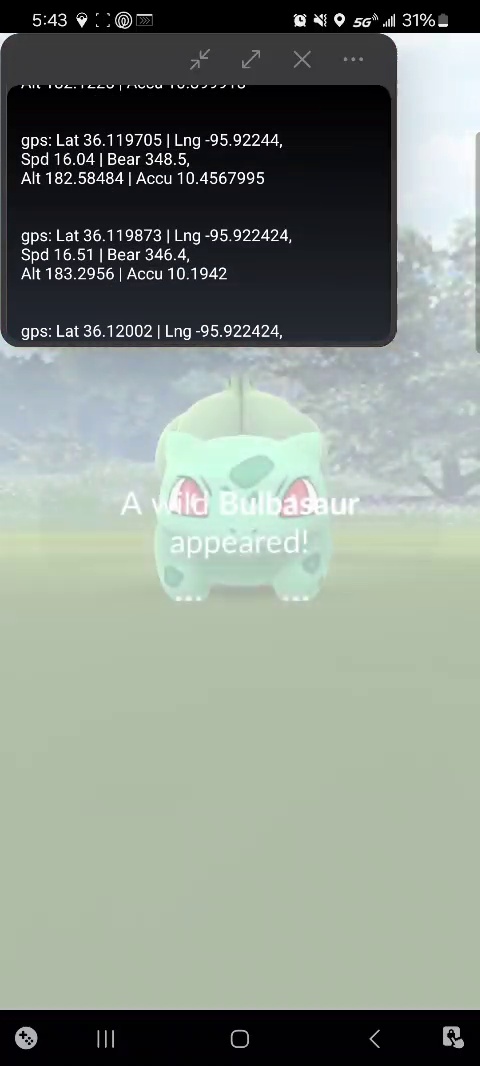 5:43
5G
31%
gps: Lat 36.119705 | Lng -95.92244,
Spd 16.04 | Bear 348.5,
Alt 182.58484 | Accu 10.4567995
gps: Lat 36.119873 | Lng -95.922424,
Spd 16.51 | Bear 346.4,
Alt 183.2956 | Accu 10.1942
gps: Lat 36.12002 | Lng -95.922424,
A wild Bulbasaur
appeared!